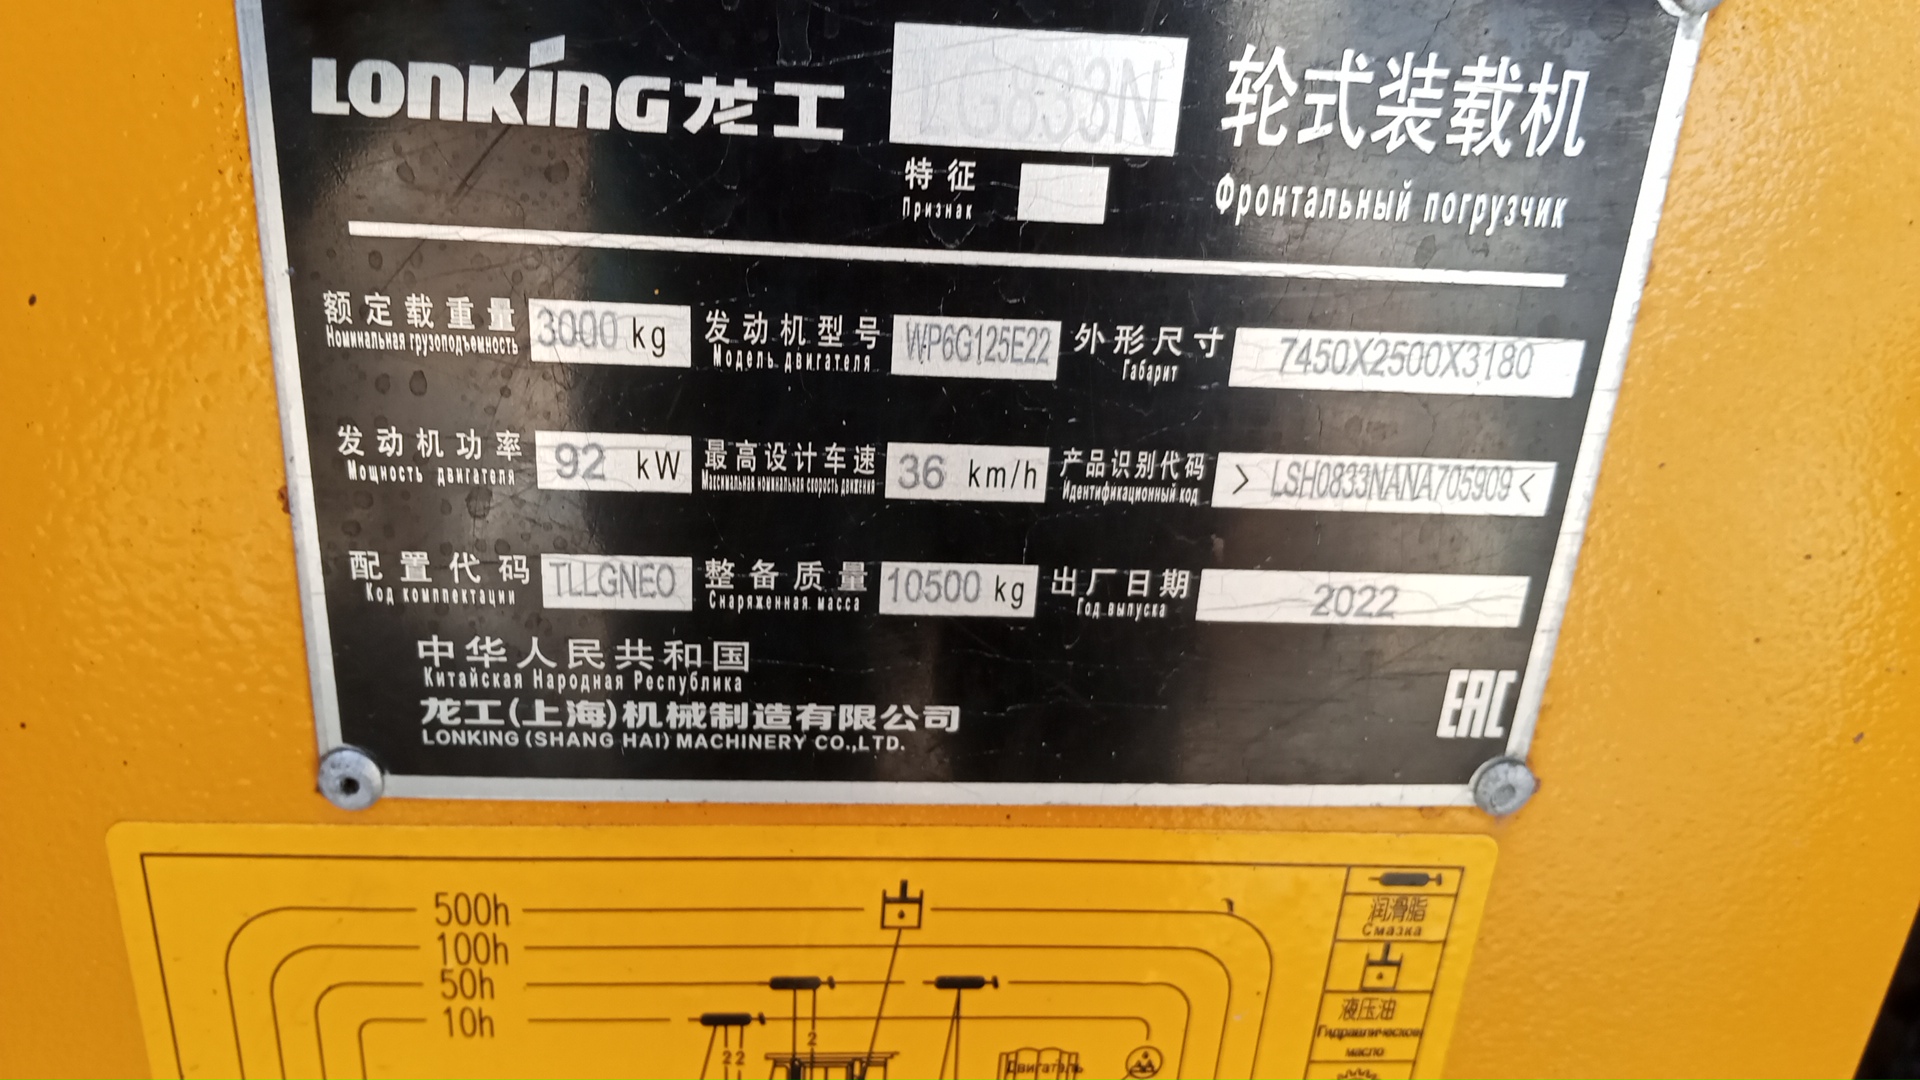 LONKING 龙工 LG833N 轮式装载机
特征
Признак
Фронтальный погрузчик
额定载重量 3000 kg 发动机型号 WP6G125E22 外形尺寸 7450X2500X3180
Номинальная грузоподъемность Модель двигателя Габарит
发动机功率 92 kW 最高设计车速 36 km/h 产品识别代码 > LSH0833NANA705909 <
Мощность двигателя Максимальная номинальная скорость движения Идентификационный код
配置代码 TLLGNEO 整备质量 10500 kg 出厂日期 2022
Код комплектации Снаряженная масса Год выпуска
中华人民共和国
Китайская Народная Республика
龙工(上海)机械制造有限公司
LONKING (SHANG HAI) MACHINERY CO.,LTD.
EAC
500h
100h
50h
10h
2
2 2
Двигатель
润滑脂
Смазка
液压油
Гидравлическое
масло